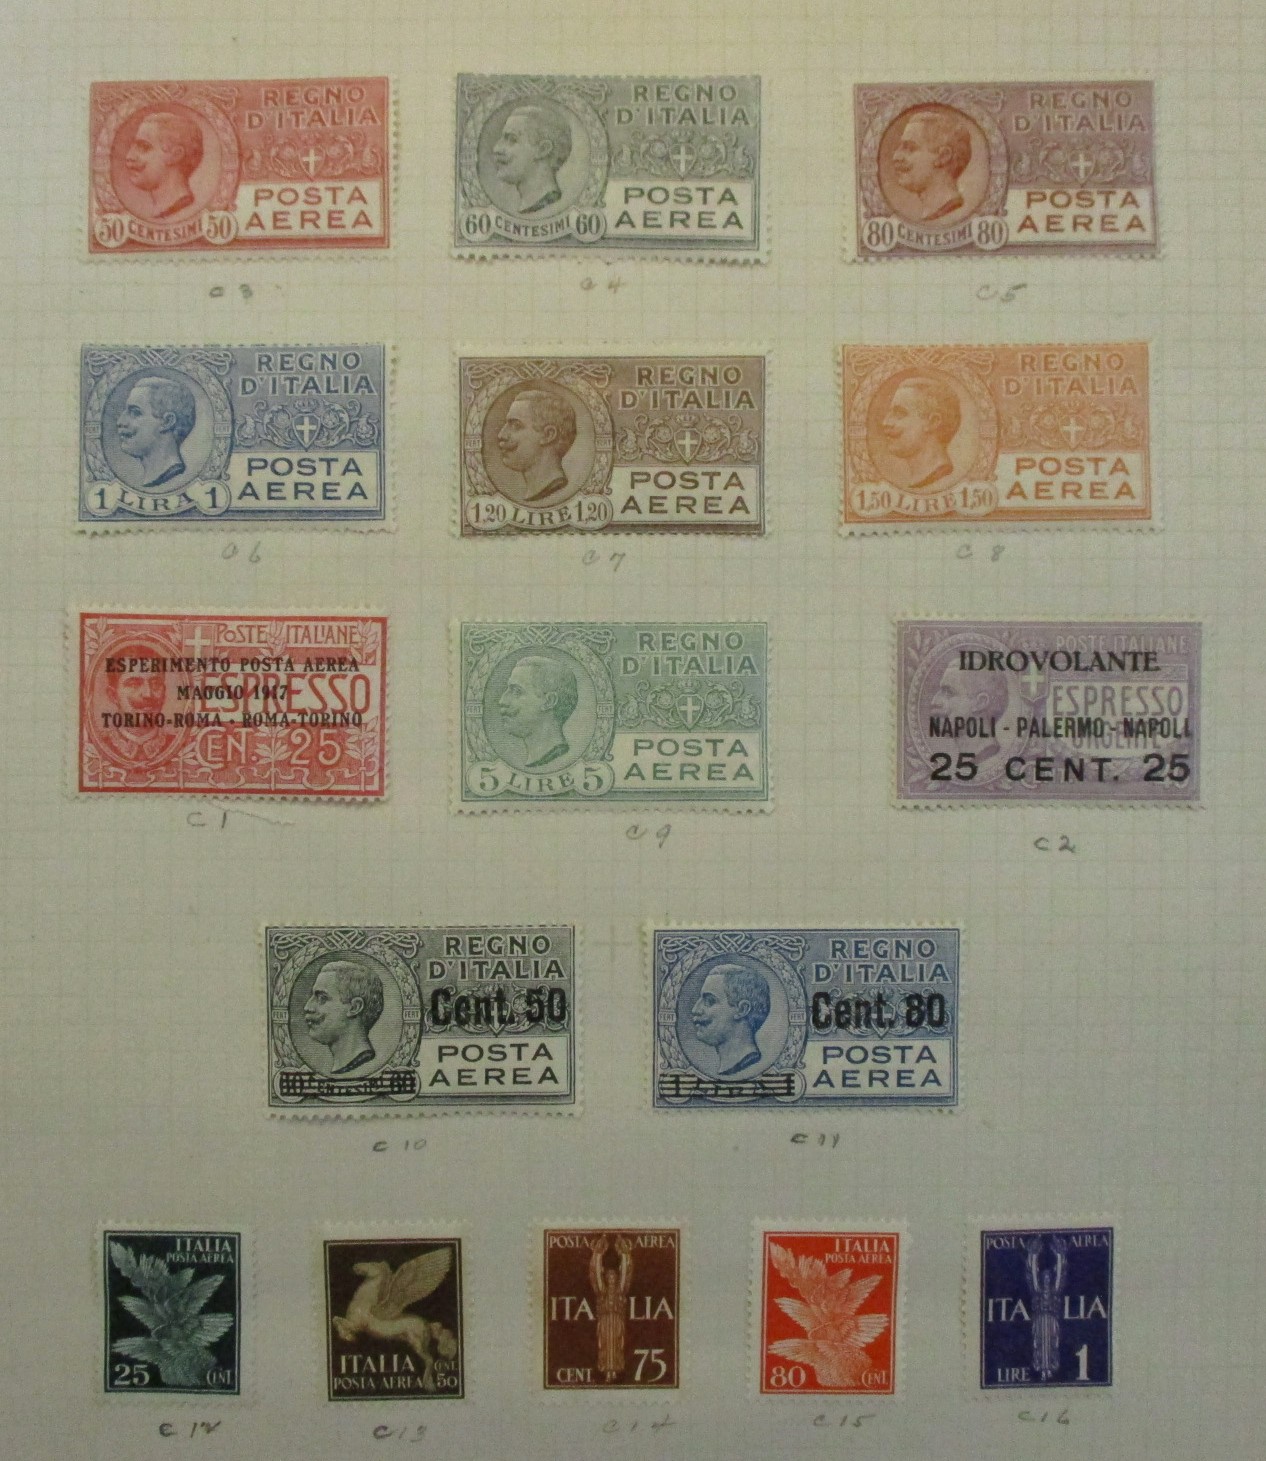 REGNO
D'ITALIA
POSTA
AEREA
50 CENTESIMI 50
C3
REGNO
D'ITALIA
POSTA
AEREA
60 CENTESIMI 60
C4
REGNO
D'ITALIA
POSTA
AEREA
80 CENTESIMI 80
C5
REGNO
D'ITALIA
POSTA
AEREA
1 LIRA 1
C6
REGNO
D'ITALIA
POSTA
AEREA
1,20 LIRE 1,20
C7
REGNO
D'ITALIA
POSTA
AEREA
1,50 LIRE 1,50
C8
POSTE ITALIANE
ESPERIMENTO POSTA AEREA
MAGGIO 1917
ESPRESSO
TORINO-ROMA · ROMA-TORINO
CEN. 25
C1
REGNO
D'ITALIA
POSTA
AEREA
5 LIRE 5
C9
POSTE ITALIANE
IDROVOLANTE
ESPRESSO
NAPOLI - PALERMO - NAPOLI
URGENTE
25 CENT. 25
C2
REGNO
D'ITALIA
Cent. 50
POSTA
AEREA
C10
REGNO
D'ITALIA
Cent. 80
POSTA
AEREA
C11
ITALIA
POSTA AEREA
25 CENT.
C12
ITALIA CENT.
POSTA AEREA 50
C13
POSTA AEREA
ITALIA
CENT 75
C14
ITALIA
POSTA AEREA
80 CENT.
C15
POSTA AEREA
ITALIA
LIRE 1
C16